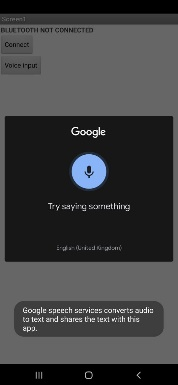 Screen1
BLUETOOTH NOT CONNECTED
Connect
Voice input
Google
Try saying something
English (United Kingdom)
Google speech services converts audio
to text and shares the text with this
app.